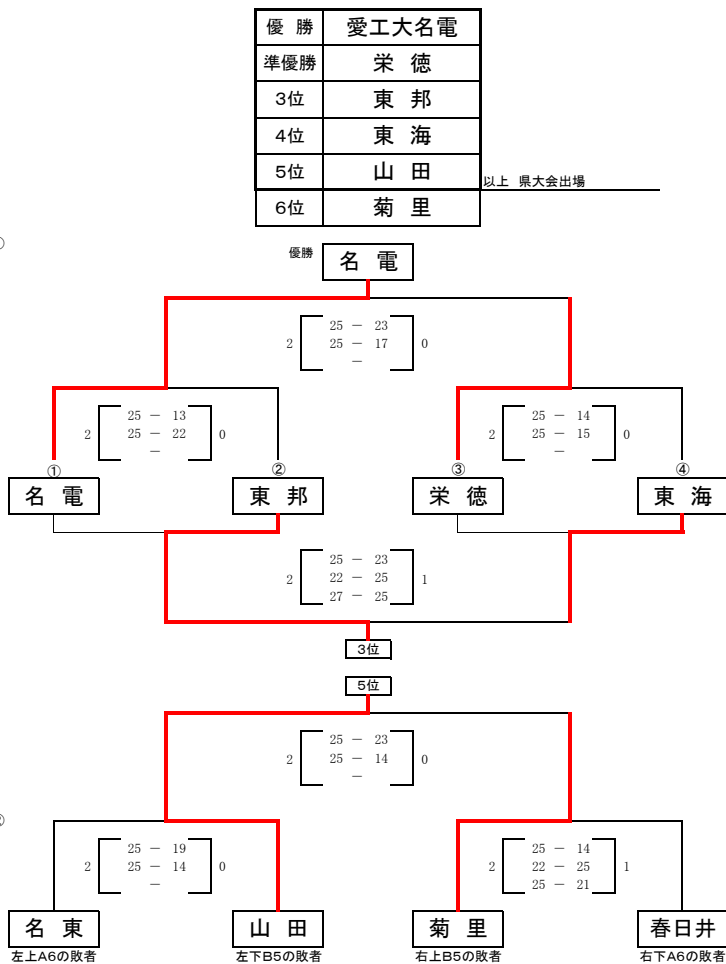 優 勝 愛工大名電
準優勝 栄 徳
3位 東 邦
4位 東 海
5位 山 田
以上 県大会出場
6位 菊 里
優勝 名 電
25 － 23
2 25 － 17 0
－
25 － 13
2 25 － 22 0
－
25 － 14
2 25 － 15 0
－
① ② ③ ④
名 電 東 邦 栄 徳 東 海
25 － 23
2 22 － 25 1
27 － 25
3位
5位
25 － 23
2 25 － 14 0
－
25 － 19
2 25 － 14 0
－
25 － 14
2 22 － 25 1
25 － 21
名 東 山 田 菊 里 春日井
左上A6の敗者 左下B5の敗者 右上B5の敗者 右下A6の敗者